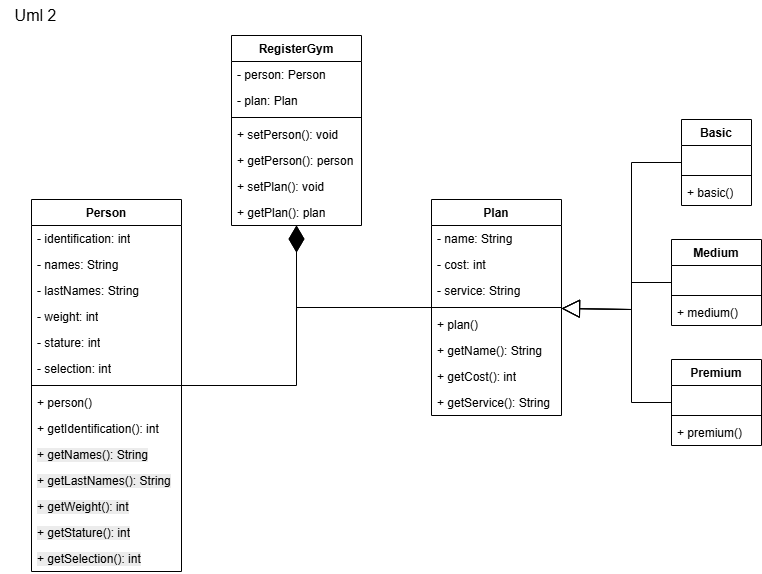 Uml 2
RegisterGym
- person: Person
- plan: Plan
+ setPerson(): void
+ getPerson(): person
+ setPlan(): void
+ getPlan(): plan
Person
- identification: int
- names: String
- lastNames: String
- weight: int
- stature: int
- selection: int
+ person()
+ getIdentification(): int
+ getNames(): String
+ getLastNames(): String
+ getWeight(): int
+ getStature(): int
+ getSelection(): int
Plan
- name: String
- cost: int
- service: String
+ plan()
+ getName(): String
+ getCost(): int
+ getService(): String
Basic
+ basic()
Medium
+ medium()
Premium
+ premium()